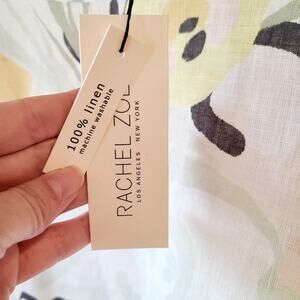 100% linen
machine washable
RACHEL ZOE
LOS ANGELES NEW YORK